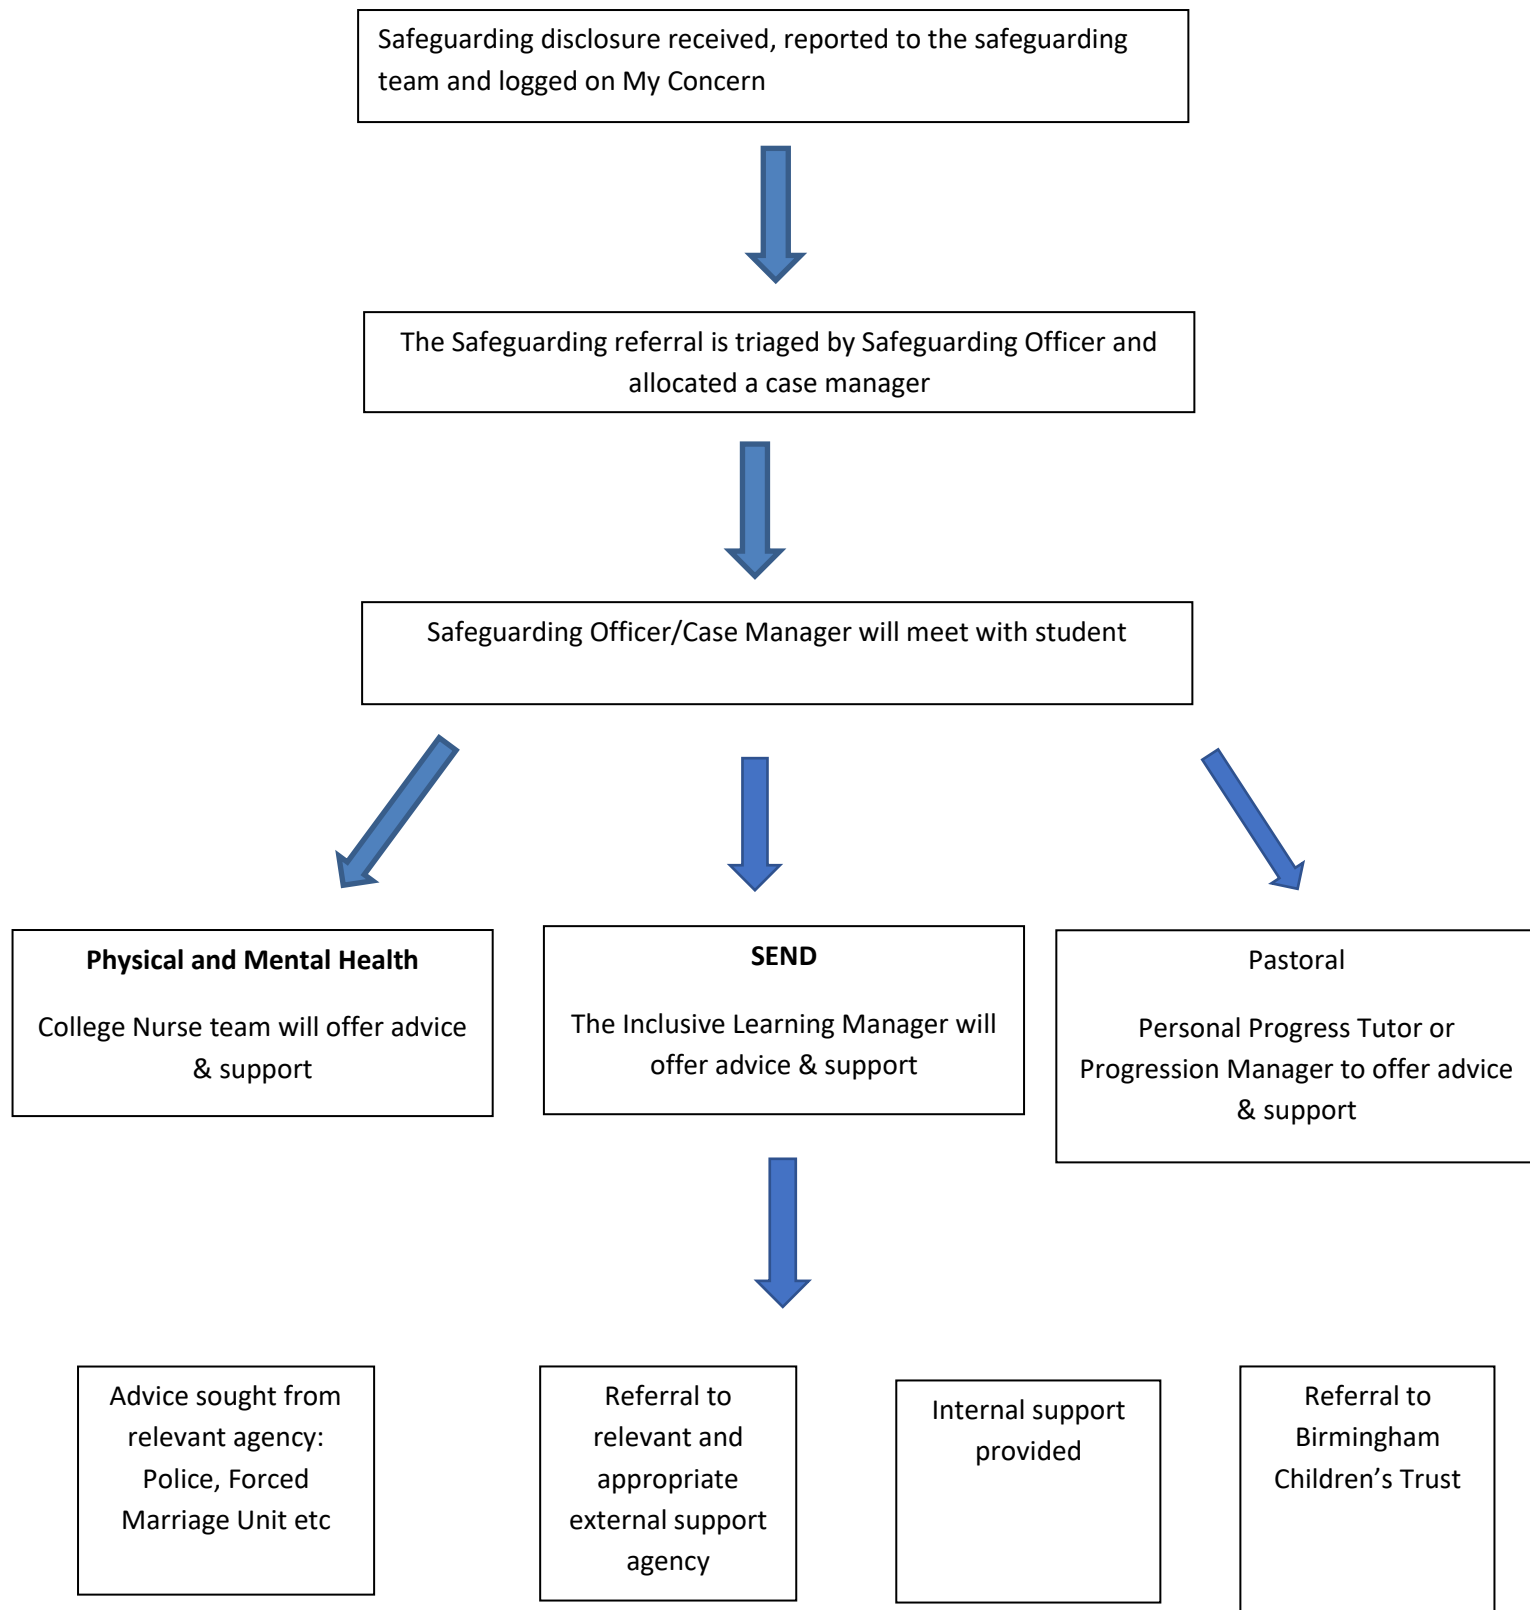 Safeguarding disclosure received, reported to the safeguarding
team and logged on My Concern
The Safeguarding referral is triaged by Safeguarding Officer and
allocated a case manager
Safeguarding Officer/Case Manager will meet with student
Physical and Mental Health
College Nurse team will offer advice
& support
SEND
The Inclusive Learning Manager will
offer advice & support
Pastoral
Personal Progress Tutor or
Progression Manager to offer advice
& support
Advice sought from
relevant agency:
Police, Forced
Marriage Unit etc
Referral to
relevant and
appropriate
external support
agency
Internal support
provided
Referral to
Birmingham
Children’s Trust